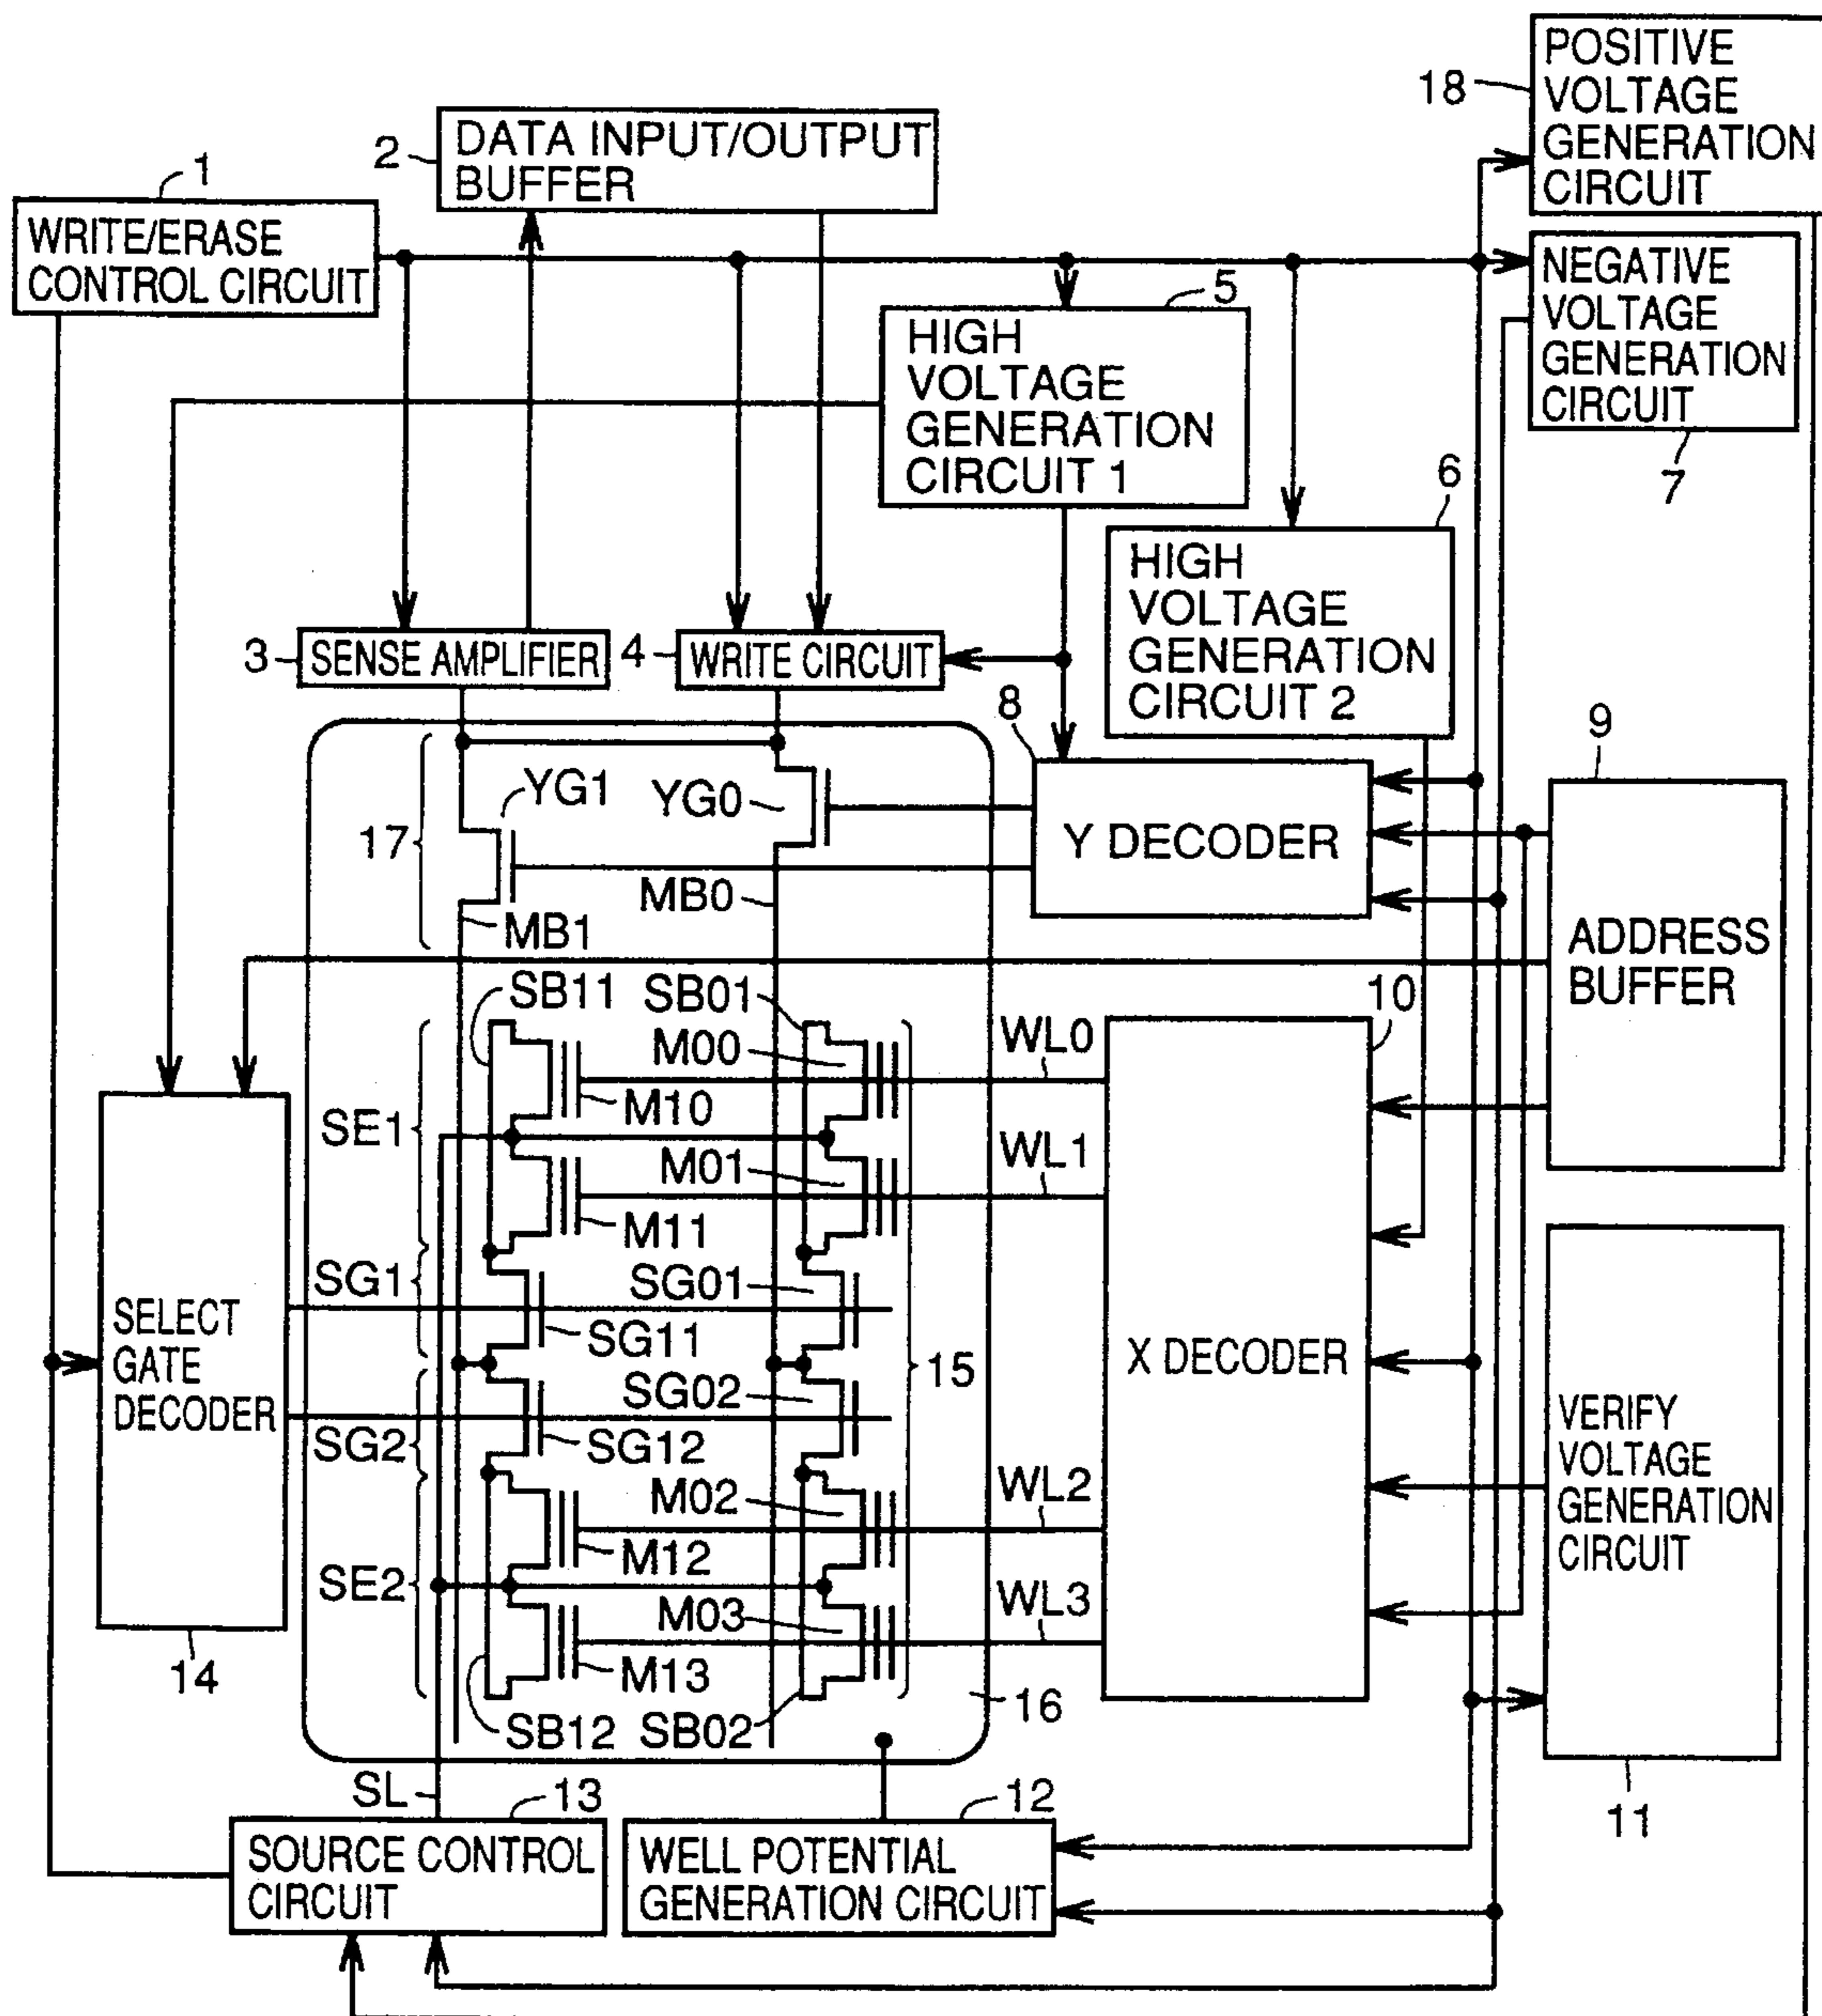 POSITIVE
VOLTAGE
GENERATION
CIRCUIT
18
DATA INPUT/OUTPUT
BUFFER
2
1
WRITE/ERASE
CONTROL CIRCUIT
NEGATIVE
VOLTAGE
GENERATION
CIRCUIT
7
5
HIGH
VOLTAGE
GENERATION
CIRCUIT 1
6
HIGH
VOLTAGE
GENERATION
CIRCUIT 2
3
SENSE AMPLIFIER
4
WRITE CIRCUIT
8
Y DECODER
9
ADDRESS
BUFFER
17
YG1
YG0
MB0
MB1
SB11
SB01
10
SE1
M00
WL0
M10
M01
WL1
M11
SG1
SG01
SG11
15
SELECT
GATE
DECODER
X DECODER
SG02
SG2
SG12
VERIFY
VOLTAGE
GENERATION
CIRCUIT
M02
WL2
M12
SE2
M03
WL3
M13
14
SB12
SB02
16
11
SL
13
12
SOURCE CONTROL
CIRCUIT
WELL POTENTIAL
GENERATION CIRCUIT